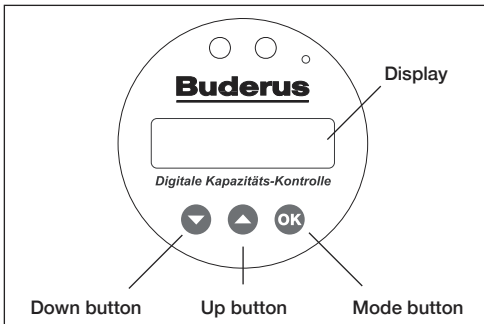 Buderus
Display
Digitale Kapazitäts-Kontrolle
OK
Down button Up button Mode button